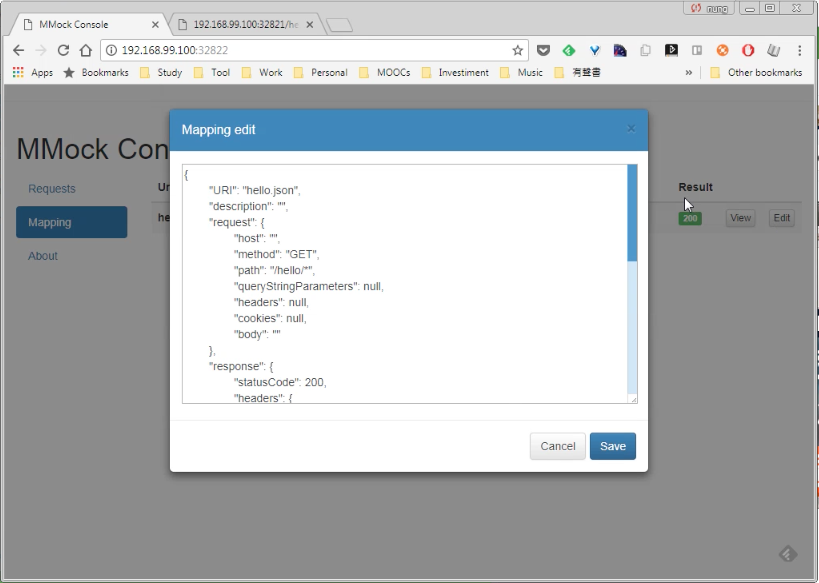 nung
MMock Console
192.168.99.100:32821/he
192.168.99.100:32822
Apps Bookmarks Study Tool Work Personal MOOCs Investiment Music 有聲書 » Other bookmarks
Mapping edit ×
MMock Con
Requests
Mapping
About
Ur
he
Result
200 View Edit
{
"URI": "hello.json",
"description": "",
"request": {
"host": "",
"method": "GET",
"path": "/hello/*",
"queryStringParameters": null,
"headers": null,
"cookies": null,
"body": ""
},
"response": {
"statusCode": 200,
"headers": {
Cancel Save